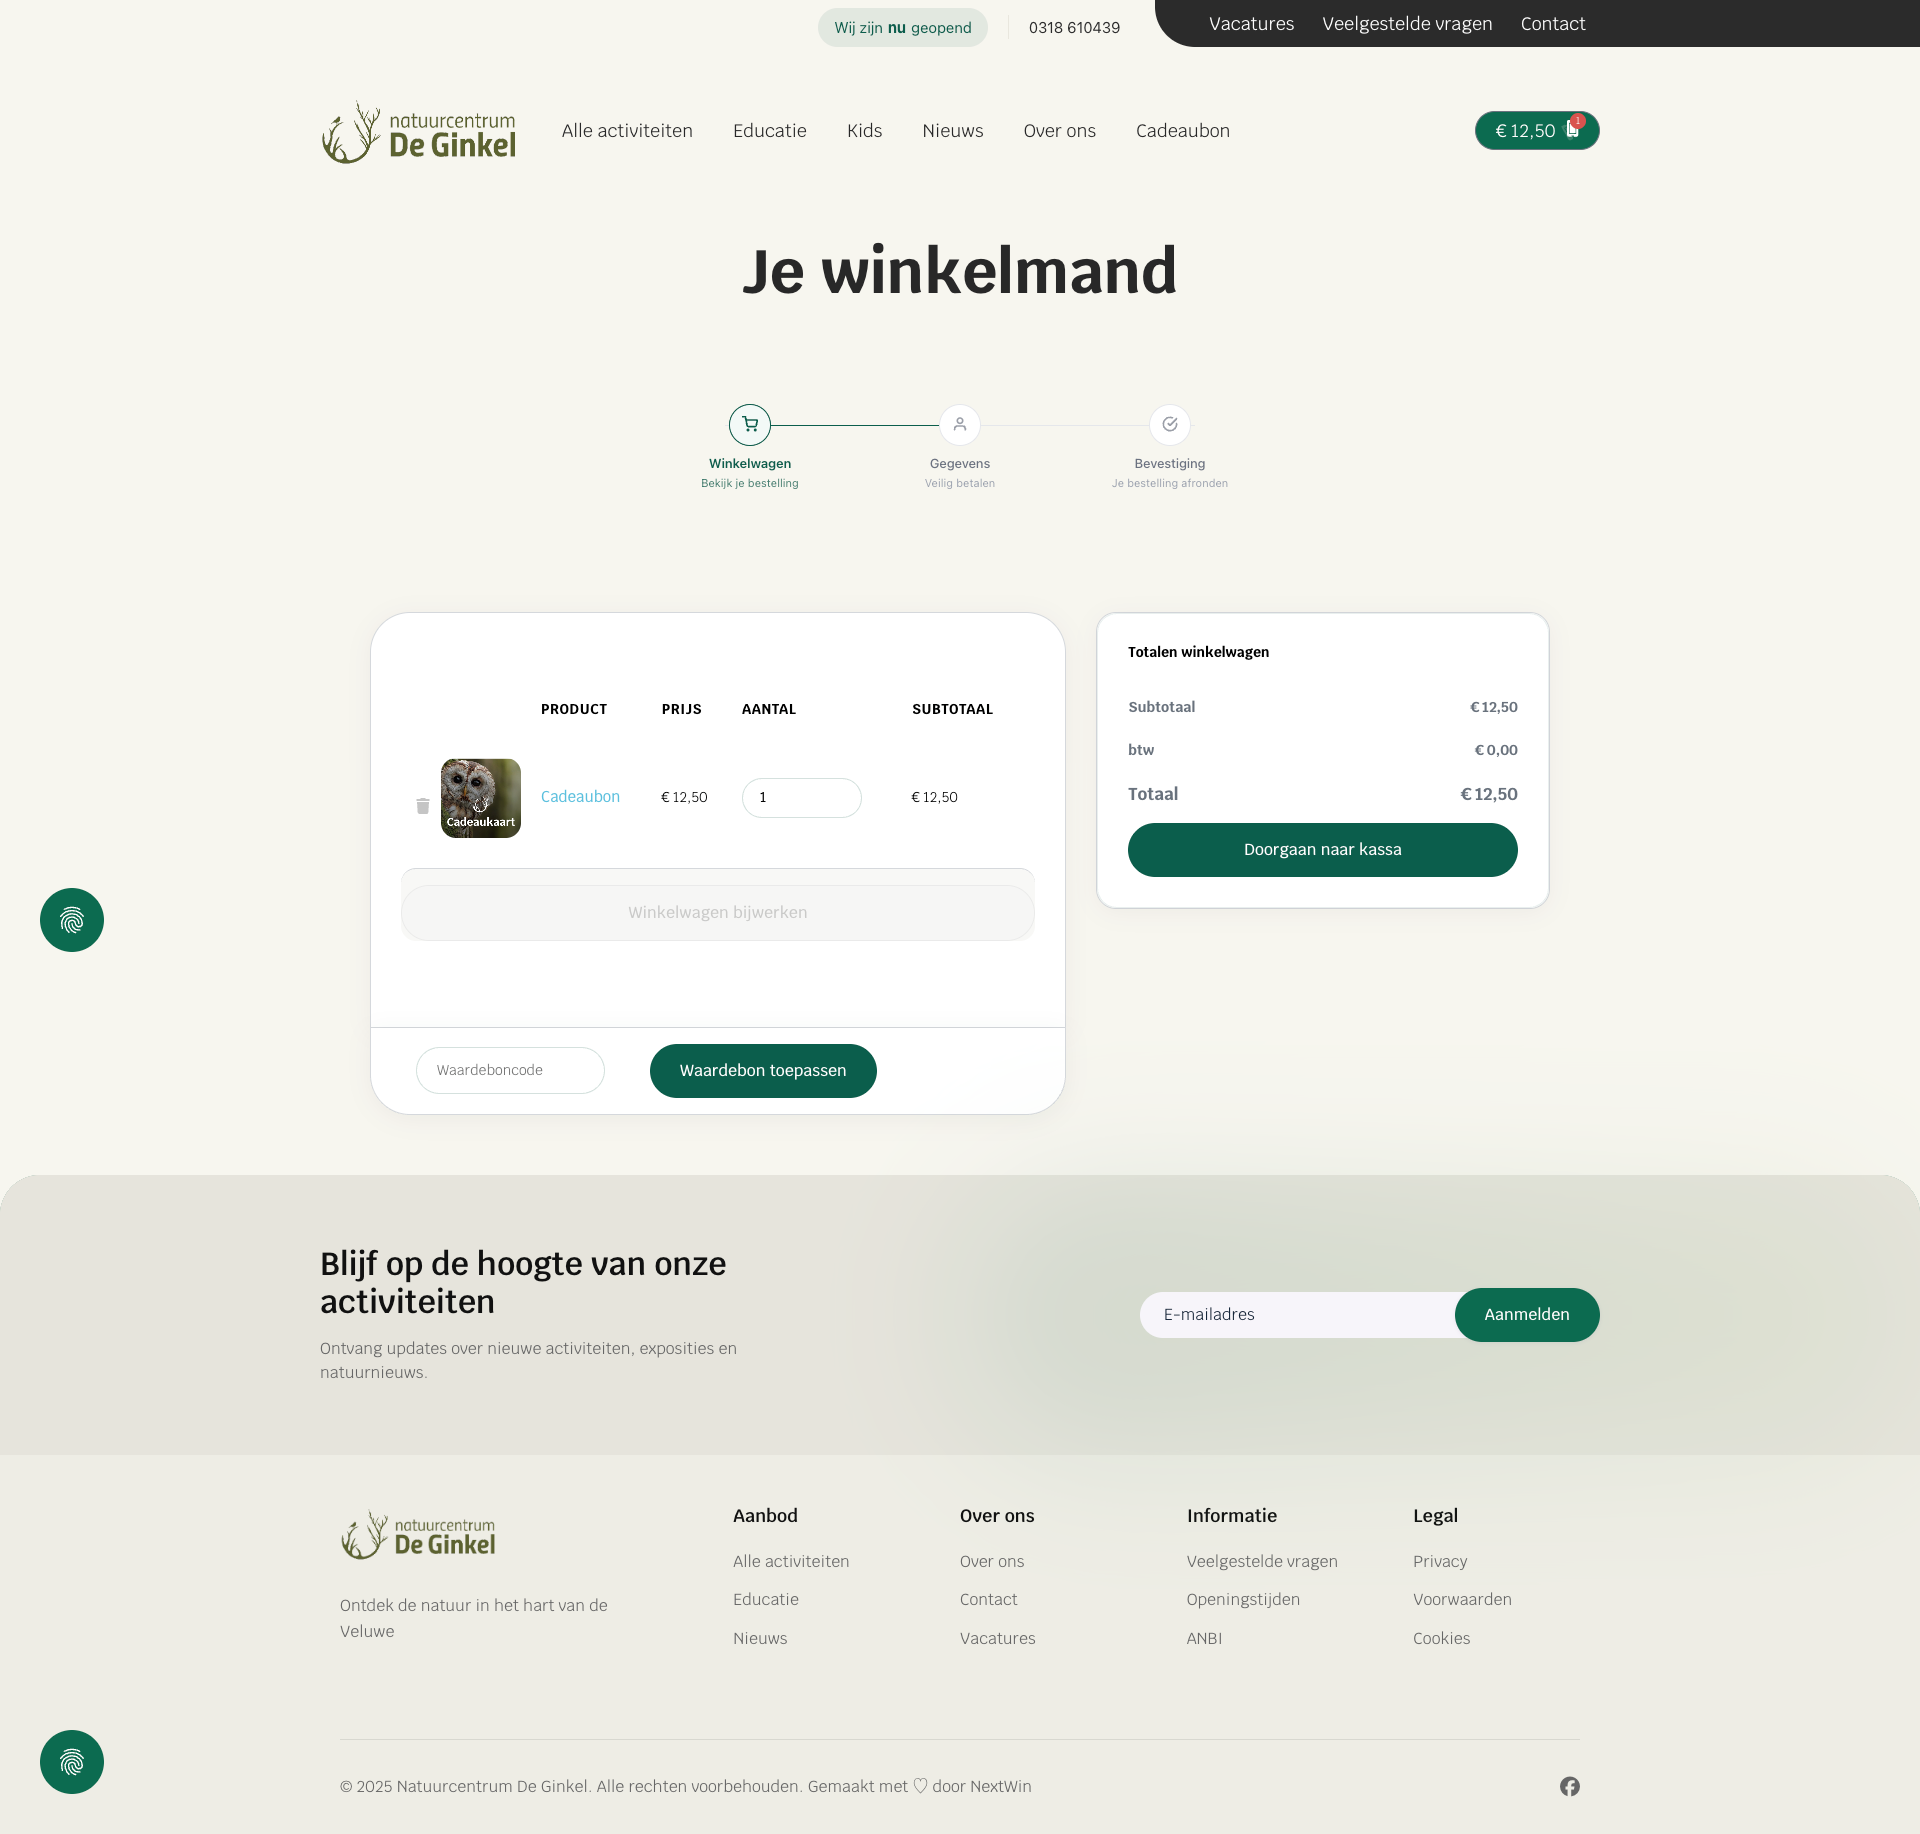 Wij zijn nu geopend
0318 610439
Vacatures
Veelgestelde vragen
Contact
natuurcentrum
De Ginkel
Alle activiteiten
Educatie
Kids
Nieuws
Over ons
Cadeaubon
€ 12,50
1
Je winkelmand
Winkelwagen
Bekijk je bestelling
Gegevens
Veilig betalen
Bevestiging
Je bestelling afronden
PRODUCT PRIJS AANTAL SUBTOTAAL
Cadeaukaart
Cadeaubon € 12,50 1 € 12,50
Winkelwagen bijwerken
Waardeboncode
Waardebon toepassen
Totalen winkelwagen
Subtotaal € 12,50
btw € 0,00
Totaal € 12,50
Doorgaan naar kassa
Blijf op de hoogte van onze
activiteiten
Ontvang updates over nieuwe activiteiten, exposities en
natuurnieuws.
E-mailadres
Aanmelden
natuurcentrum
De Ginkel
Ontdek de natuur in het hart van de
Veluwe
Aanbod
Alle activiteiten
Educatie
Nieuws
Over ons
Over ons
Contact
Vacatures
Informatie
Veelgestelde vragen
Openingstijden
ANBI
Legal
Privacy
Voorwaarden
Cookies
© 2025 Natuurcentrum De Ginkel. Alle rechten voorbehouden. Gemaakt met ♡ door NextWin